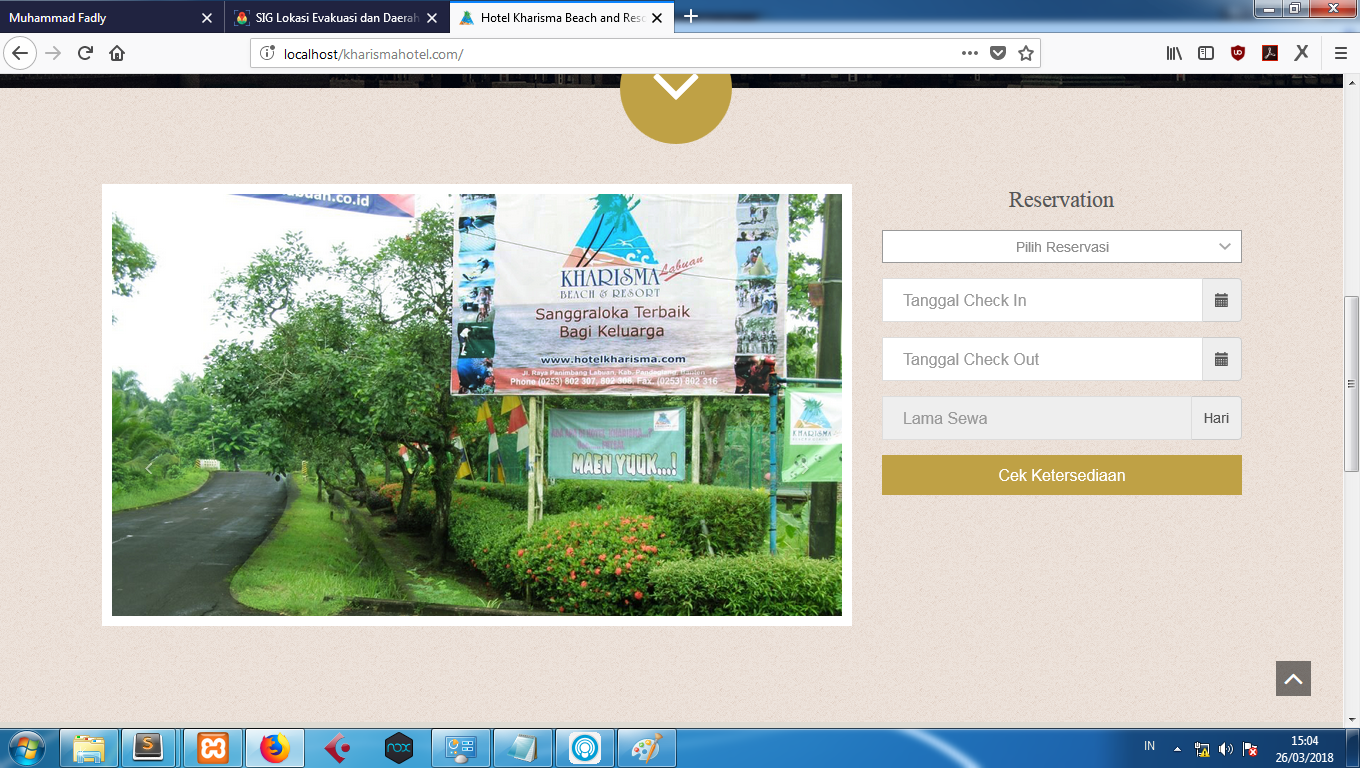 Muhammad Fadly
SIG Lokasi Evakuasi dan Daerah
Hotel Kharisma Beach and Reso
localhost/kharismahotel.com/
Reservation
Pilih Reservasi
Tanggal Check In
Tanggal Check Out
Lama Sewa
Hari
Cek Ketersediaan
uan.co.id
KHARISMA
Labuan
BEACH & RESORT
Sanggraloka Terbaik
Bagi Keluarga
www.hotelkharisma.com
Jl. Raya Panimbang Labuan, Kab. Pandeglang, Banten
Phone (0253) 802 307, 802 306, Fax. (0253) 802 316
MAEN YUUK...!
KHARISMA
IN
15:04
26/03/2018